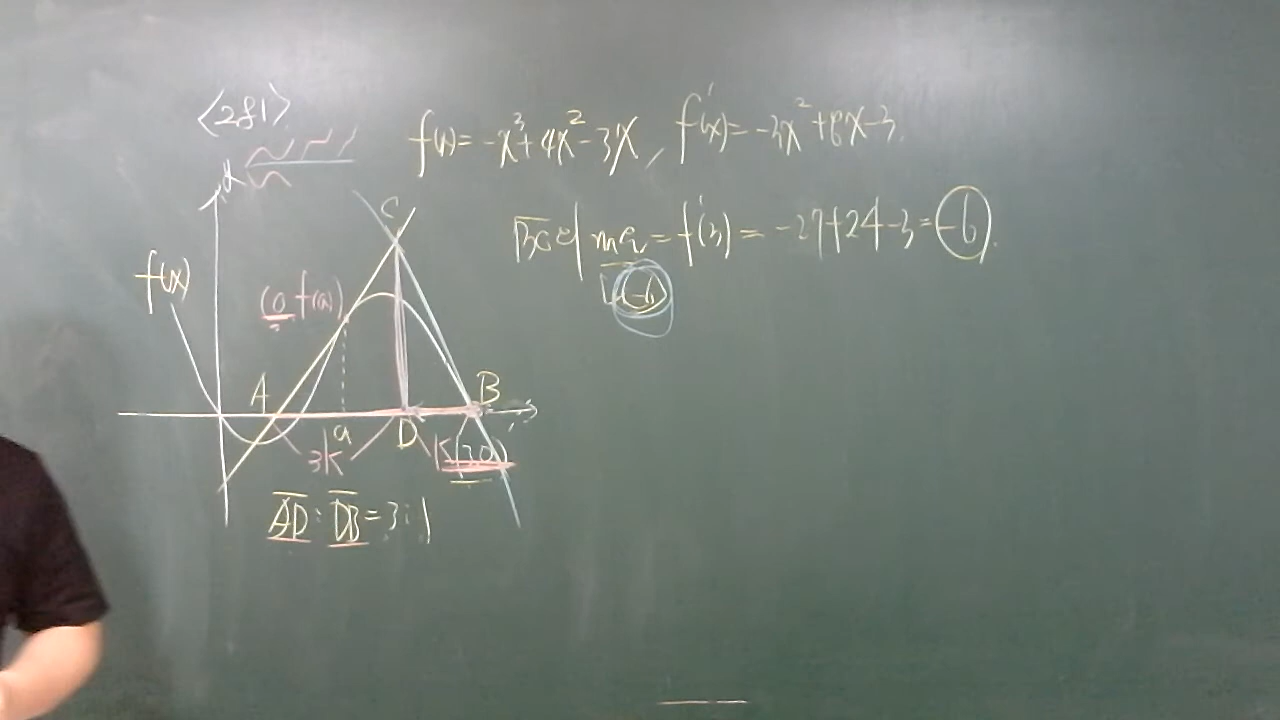 <281>
f(x) = -x³+4x²-3x, f'(x) = -3x²+8x-3.
BC의 = f'(3) = -27+24-3 = -6.
(-6)
C
f(x)
(a, f(a))
A
B
a
D
3K
K
(3,0)
AD : DB = 3 : 1